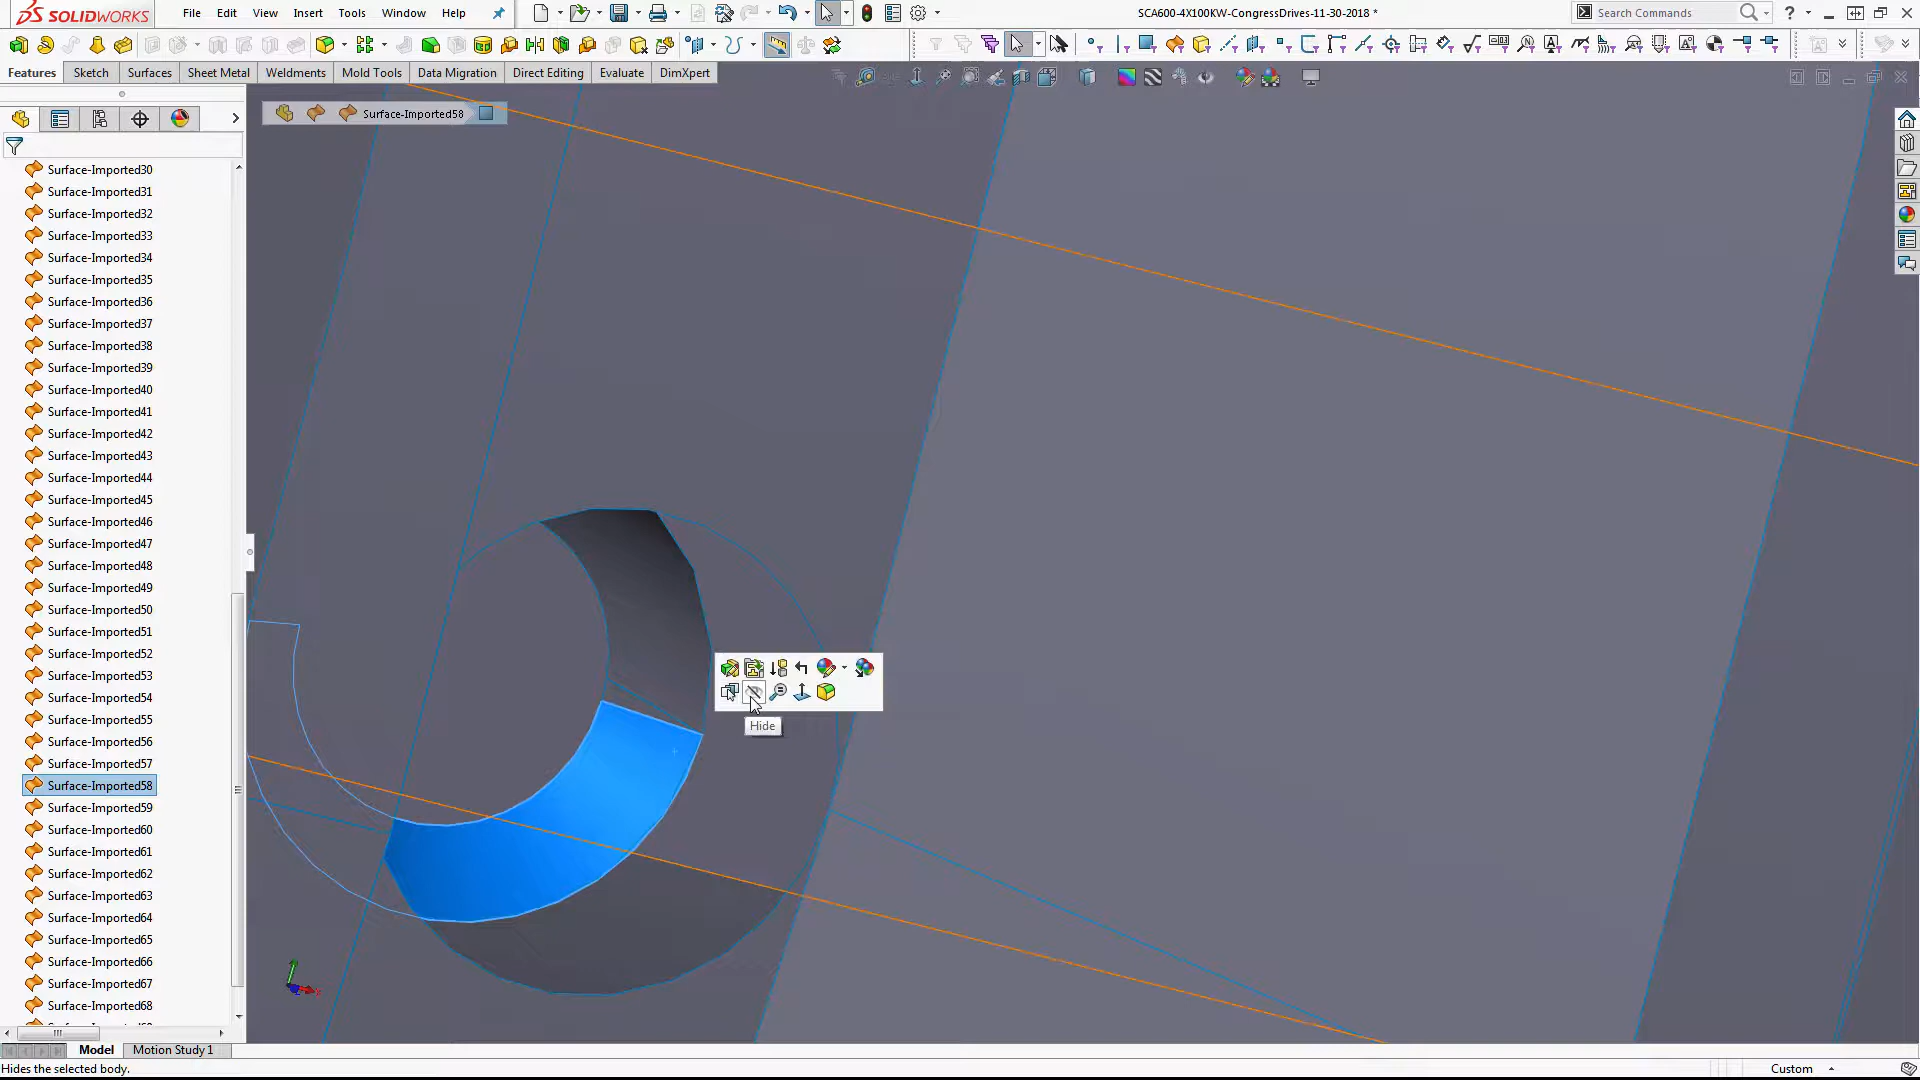 SOLIDWORKS File Edit View Insert Tools Window Help SCA600-4X100KW-CongressDrives-11-30-2018 * Search Commands ?
Features Sketch Surfaces Sheet Metal Weldments Mold Tools Data Migration Direct Editing Evaluate DimXpert
Surface-Imported58
Surface-Imported30
Surface-Imported31
Surface-Imported32
Surface-Imported33
Surface-Imported34
Surface-Imported35
Surface-Imported36
Surface-Imported37
Surface-Imported38
Surface-Imported39
Surface-Imported40
Surface-Imported41
Surface-Imported42
Surface-Imported43
Surface-Imported44
Surface-Imported45
Surface-Imported46
Surface-Imported47
Surface-Imported48
Surface-Imported49
Surface-Imported50
Surface-Imported51
Surface-Imported52
Surface-Imported53
Surface-Imported54
Surface-Imported55
Surface-Imported56
Surface-Imported57
Surface-Imported58
Surface-Imported59
Surface-Imported60
Surface-Imported61
Surface-Imported62
Surface-Imported63
Surface-Imported64
Surface-Imported65
Surface-Imported66
Surface-Imported67
Surface-Imported68
Hide
Model Motion Study 1
Hides the selected body. Custom